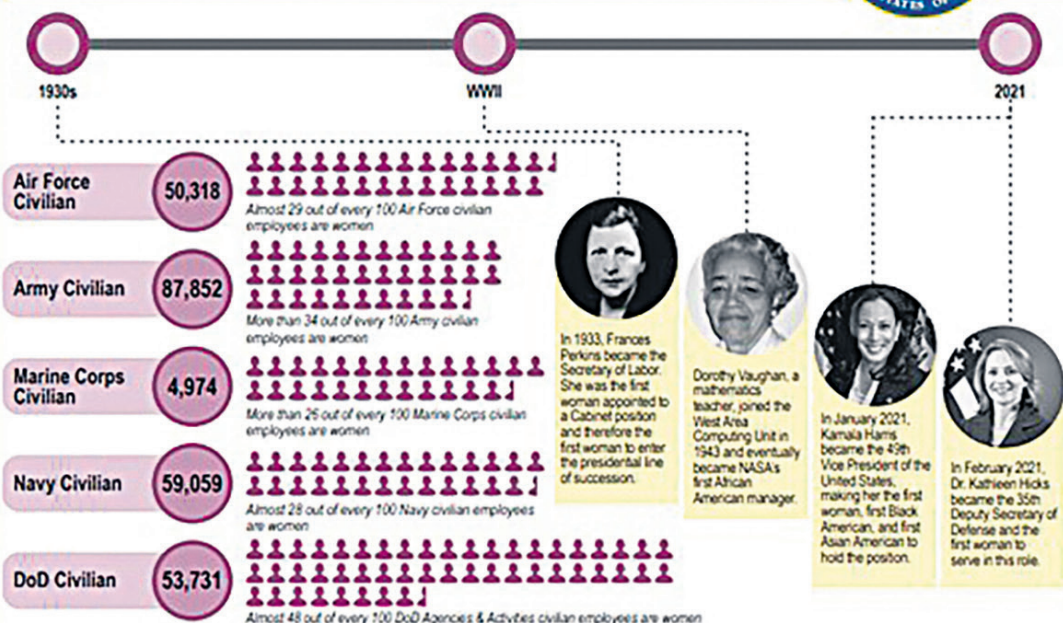 STATES OF
1930s
WWII
2021
Air Force
Civilian
50,318
Almost 29 out of every 100 Air Force civilian
employees are women
Army Civilian
87,852
More than 34 out of every 100 Army civilian
employees are women
Marine Corps
Civilian
4,974
More than 26 out of every 100 Marine Corps civilian
employees are women
Navy Civilian
59,059
Almost 28 out of every 100 Navy civilian employees
are women
DoD Civilian
53,731
Almost 48 out of every 100 DoD Agencies & Activities civilian employees are women
In 1933, Frances
Perkins became the
Secretary of Labor.
She was the first
woman appointed to
a Cabinet position
and therefore the
first woman to enter
the presidential line
of succession.
Dorothy Vaughan, a
mathematics
teacher, joined the
West Area
Computing Unit in
1943 and eventually
became NASA's
first African
American manager.
In January 2021,
Kamala Harris
became the 49th
Vice President of the
United States,
making her the first
woman, first Black
American, and first
Asian American to
hold the position.
In February 2021,
Dr. Kathleen Hicks
became the 35th
Deputy Secretary of
Defense and the
first woman to
serve in this role.